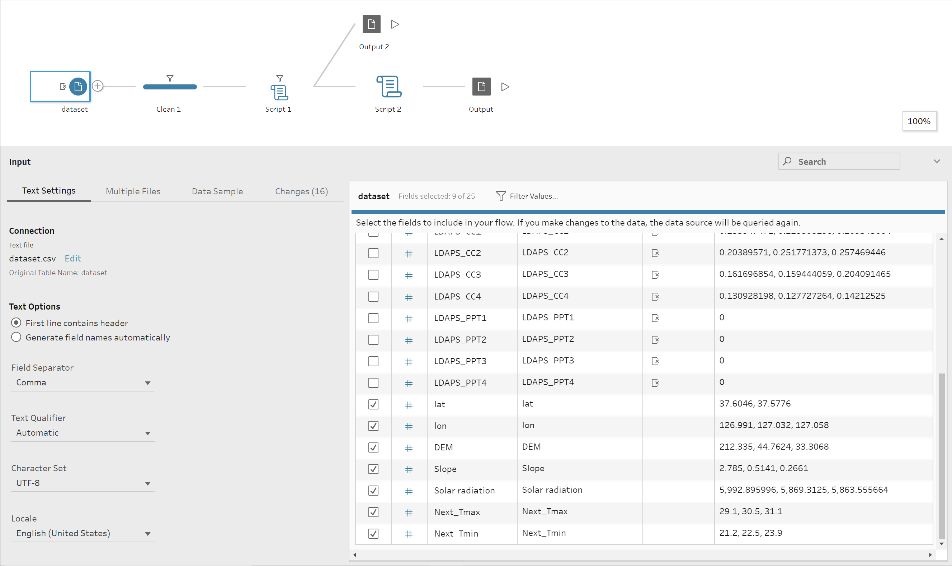 Output 2
dataset
Clean 1
Script 1
Script 2
Output
100%
Input
Search
Text Settings
Multiple Files
Data Sample
Changes (16)
dataset
Fields selected: 9 of 25
Filter Values...
Select the fields to include in your flow. If you make changes to the data, the data source will be queried again.
Connection
Text file
dataset.csv Edit
Original Table Name: dataset
Text Options
First line contains header
Generate field names automatically
Field Separator
Comma
Text Qualifier
Automatic
Character Set
UTF-8
Locale
English (United States)
# LDAPS_CC2 LDAPS_CC2 0.20389571, 0.251771373, 0.257469446
# LDAPS_CC3 LDAPS_CC3 0.161696854, 0.159444059, 0.204091465
# LDAPS_CC4 LDAPS_CC4 0.130928198, 0.127727264, 0.14212525
# LDAPS_PPT1 LDAPS_PPT1 0
# LDAPS_PPT2 LDAPS_PPT2 0
# LDAPS_PPT3 LDAPS_PPT3 0
# LDAPS_PPT4 LDAPS_PPT4 0
# lat lat 37.6046, 37.5776
# lon lon 126.991, 127.032, 127.058
# DEM DEM 212.335, 44.7624, 33.3068
# Slope Slope 2.785, 0.5141, 0.2661
# Solar radiation Solar radiation 5,992.895996, 5,869.3125, 5,863.555664
# Next_Tmax Next_Tmax 29.1, 30.5, 31.1
# Next_Tmin Next_Tmin 21.2, 22.5, 23.9